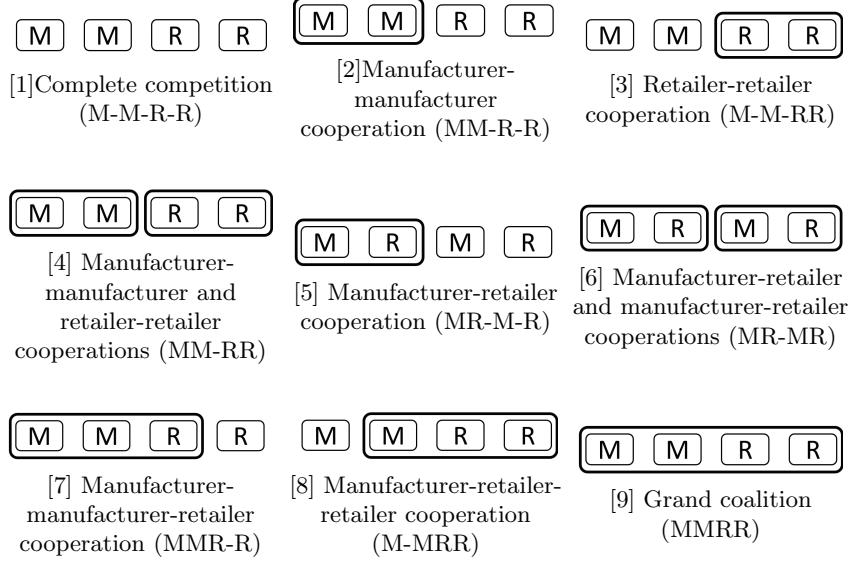 M M R R
[1]Complete competition
(M-M-R-R)
M M R R
[2]Manufacturer-
manufacturer
cooperation (MM-R-R)
M M R R
[3] Retailer-retailer
cooperation (M-M-RR)
M M R R
[4] Manufacturer-
manufacturer and
retailer-retailer
cooperations (MM-RR)
M R M R
[5] Manufacturer-retailer
cooperation (MR-M-R)
M R M R
[6] Manufacturer-retailer
and manufacturer-retailer
cooperations (MR-MR)
M M R R
[7] Manufacturer-
manufacturer-retailer
cooperation (MMR-R)
M M R R
[8] Manufacturer-retailer-
retailer cooperation
(M-MRR)
M M R R
[9] Grand coalition
(MMRR)